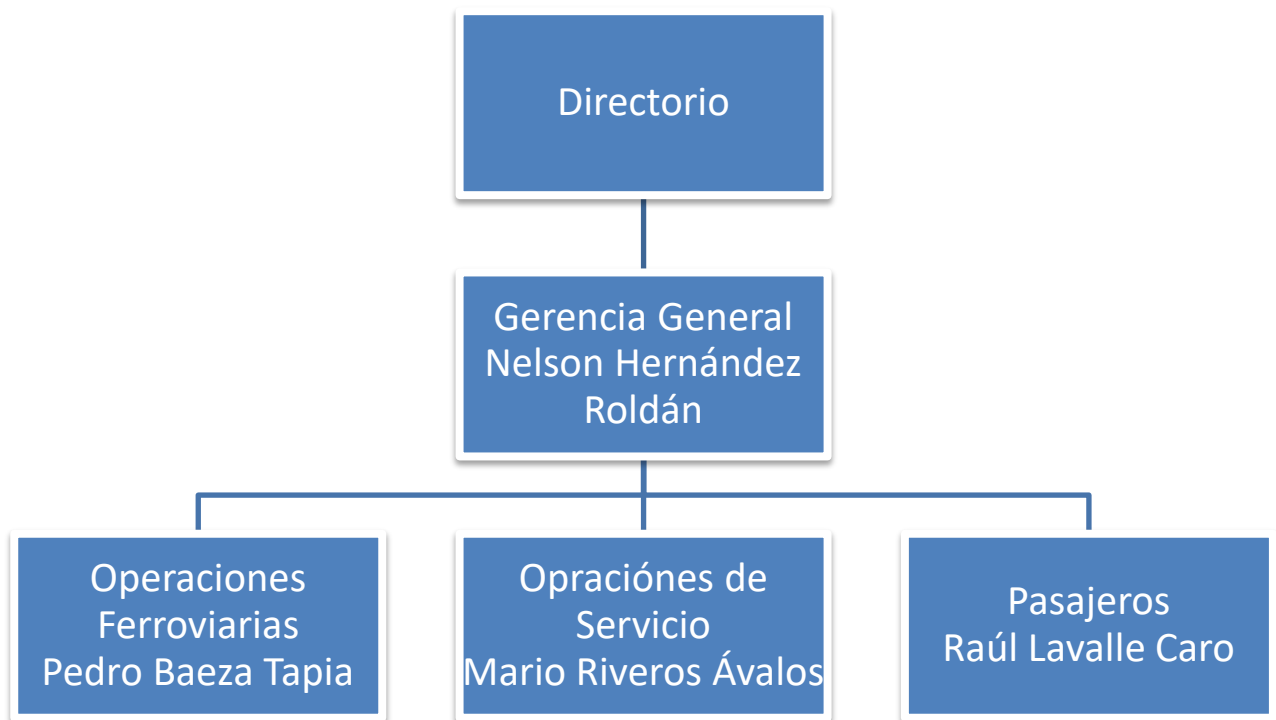 Directorio
Gerencia General
Nelson Hernández
Roldán
Operaciones
Ferroviarias
Pedro Baeza Tapia
Opraciónes de
Servicio
Mario Riveros Ávalos
Pasajeros
Raúl Lavalle Caro